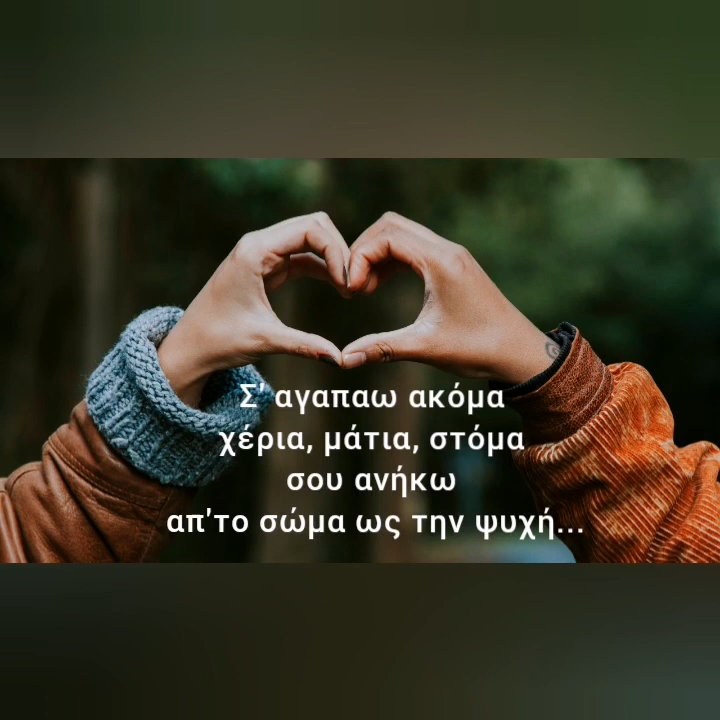 Σ' αγαπαω ακόμα
χέρια, μάτια, στόμα
σου ανήκω
απ'το σώμα ως την ψυχή...